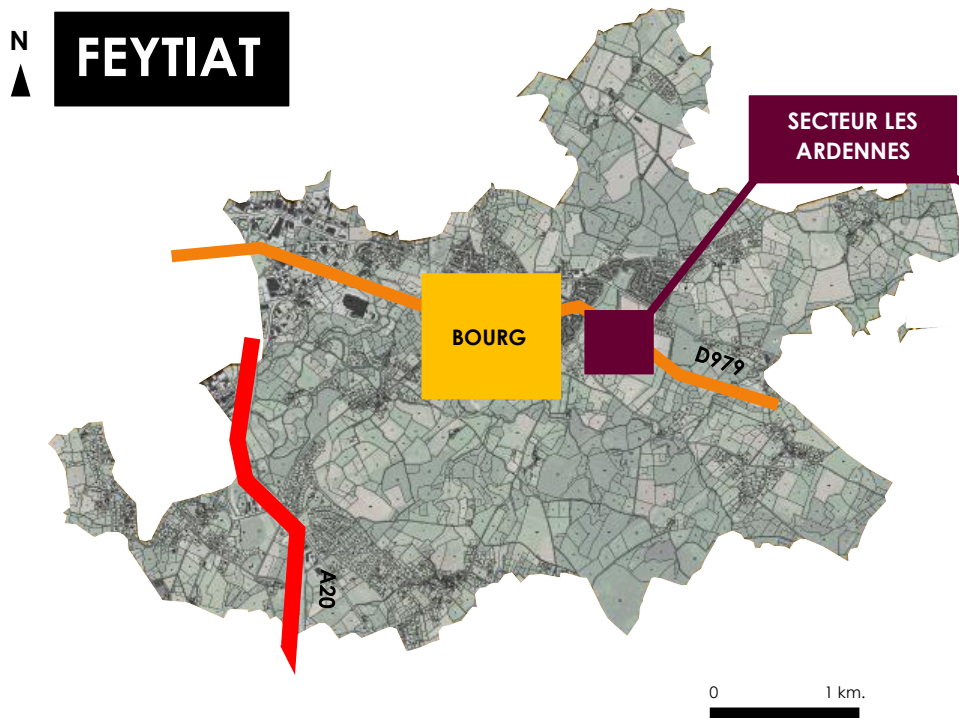 N
FEYTIAT
SECTEUR LES
ARDENNES
BOURG
D979
A20
0 1 km.